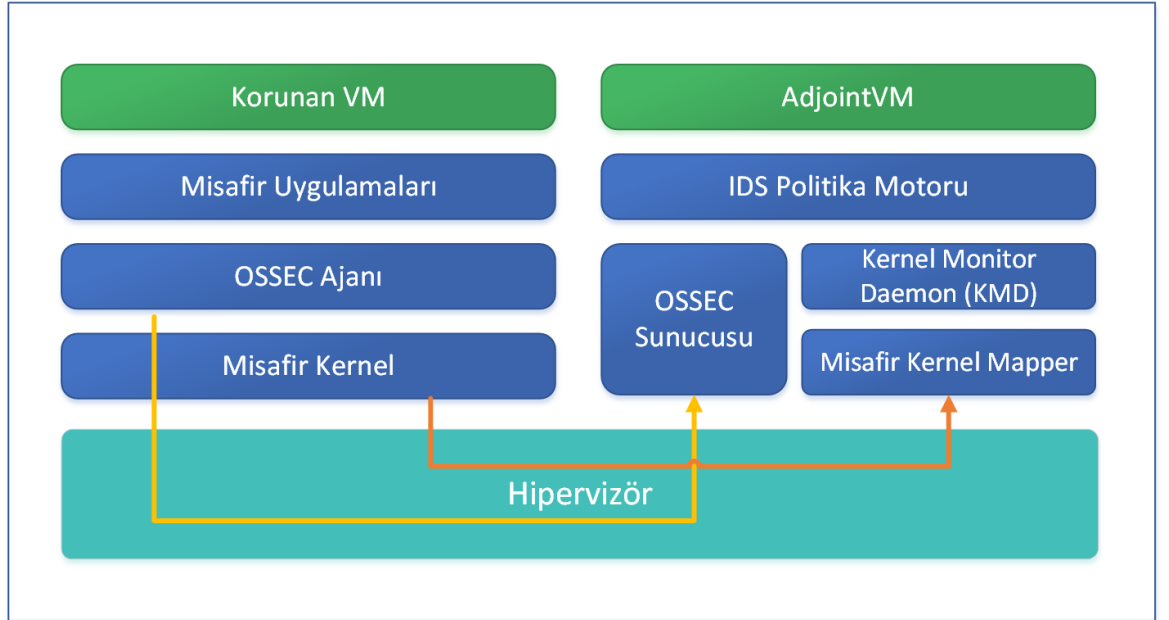 Korunan VM
AdjointVM
Misafir Uygulamaları
IDS Politika Motoru
OSSEC Ajanı
OSSEC
Sunucusu
Kernel Monitor
Daemon (KMD)
Misafir Kernel
Misafir Kernel Mapper
Hipervizör